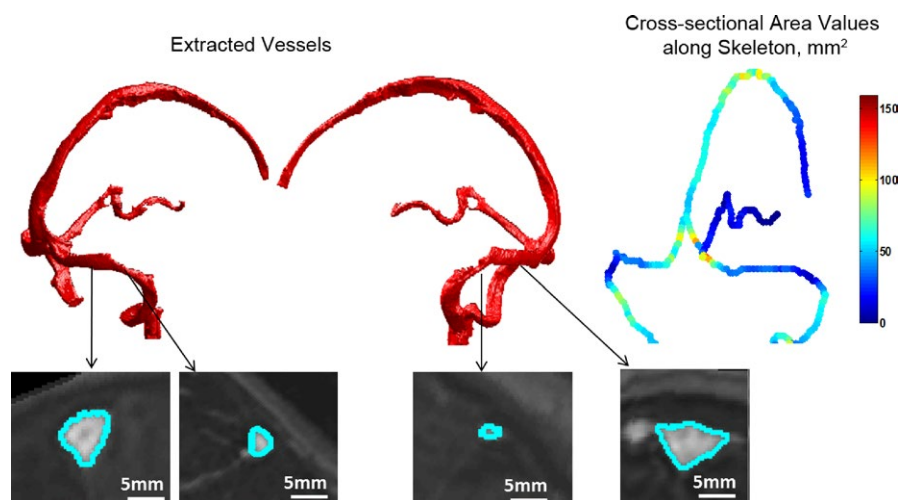 Extracted Vessels
Cross-sectional Area Values
along Skeleton, mm²
150
100
50
0
5mm
5mm
5mm
5mm